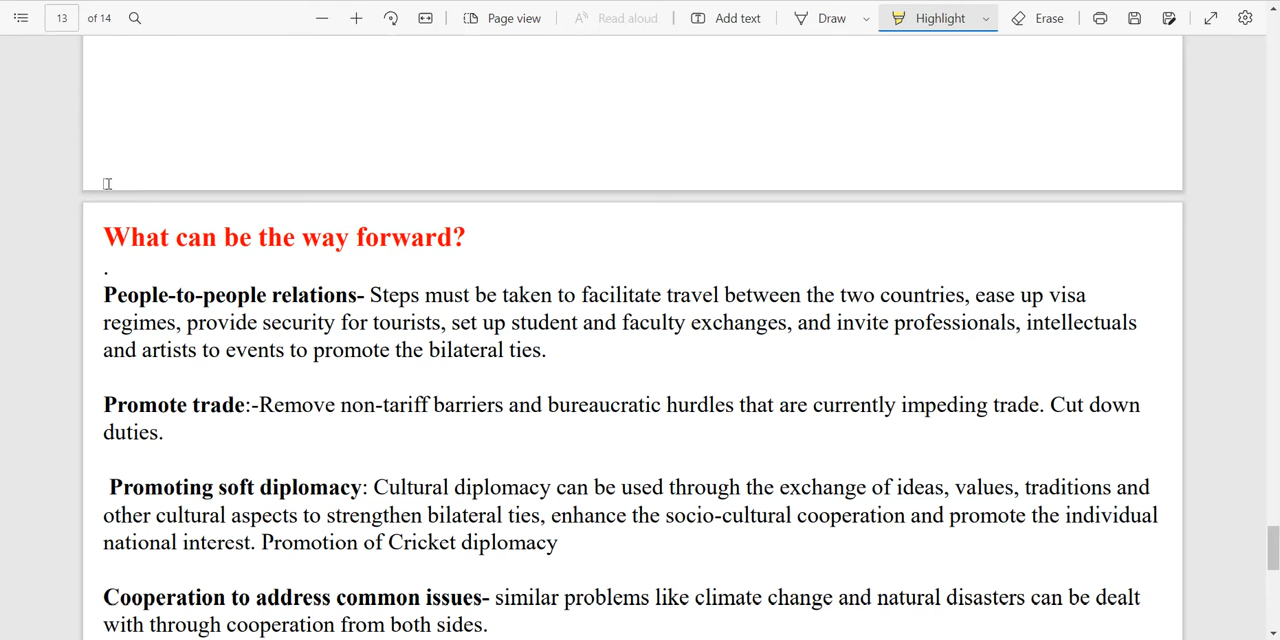 13 of 14 Page view Read aloud Add text Draw Highlight Erase
What can be the way forward?
.
People-to-people relations- Steps must be taken to facilitate travel between the two countries, ease up visa
regimes, provide security for tourists, set up student and faculty exchanges, and invite professionals, intellectuals
and artists to events to promote the bilateral ties.
Promote trade:-Remove non-tariff barriers and bureaucratic hurdles that are currently impeding trade. Cut down
duties.
Promoting soft diplomacy: Cultural diplomacy can be used through the exchange of ideas, values, traditions and
other cultural aspects to strengthen bilateral ties, enhance the socio-cultural cooperation and promote the individual
national interest. Promotion of Cricket diplomacy
Cooperation to address common issues- similar problems like climate change and natural disasters can be dealt
with through cooperation from both sides.